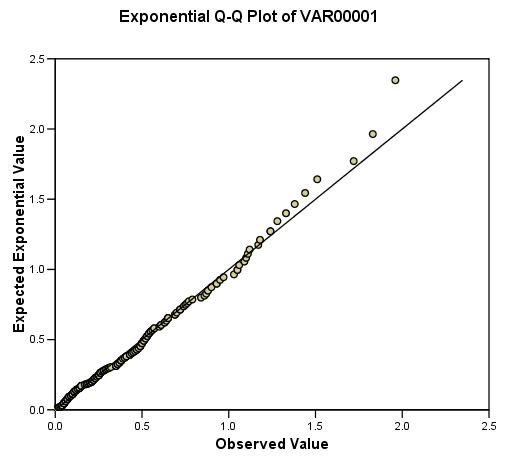 Exponential Q-Q Plot of VAR00001
2.5
2.0
1.5
1.0
0.5
0.0
Expected Exponential Value
0.0 0.5 1.0 1.5 2.0 2.5
Observed Value